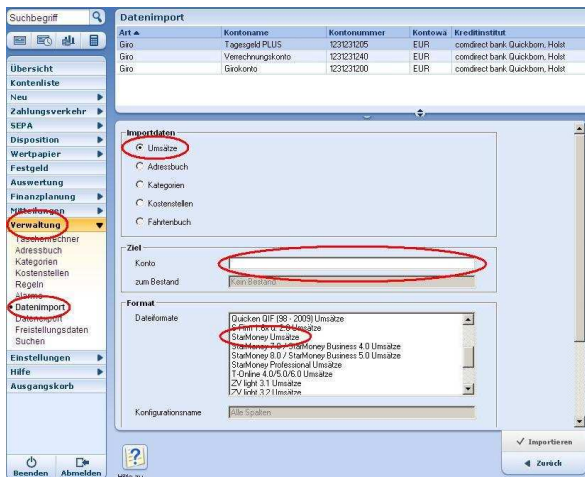 Suchbegriff
Übersicht
Kontenliste
Neu
Zahlungsverkehr
SEPA
Disposition
Wertpapier
Festgeld
Auswertung
Finanzplanung
Mitteilungen
Verwaltung
Taschenrechner
Adressbuch
Kategorien
Kostenstellen
Regeln
Alarme
Datenimport
Datenexport
Freistellungsdaten
Suchen
Einstellungen
Hilfe
Ausgangskorb
Beenden Abmelden
Datenimport
Art Kontoname Kontonummer Kontowä Kreditinstitut
Giro Tagesgeld PLUS 1231231205 EUR comdirect bank Quickborn, Holst
Giro Verrechnungskonto 1231231240 EUR comdirect bank Quickborn, Holst
Giro Girokonto 1231231200 EUR comdirect bank Quickborn, Holst
Importdaten
Umsätze
Adressbuch
Kategorien
Kostenstellen
Fahrtenbuch
Ziel
Konto
zum Bestand Kein Bestand
Format
Dateiformate
Quicken QIF (98 - 2009) Umsätze
S-Firm 1.8x u. 2.0 Umsätze
StarMoney Umsätze
StarMoney 7.0 / StarMoney Business 4.0 Umsätze
StarMoney 8.0 / StarMoney Business 5.0 Umsätze
StarMoney Professional Umsätze
T-Online 4.0/5.0/6.0 Umsätze
ZV light 3.1 Umsätze
ZV light 3.2 Umsätze
Konfigurationsname Alle Spalten
Importieren
Zurück
Hilfe zu